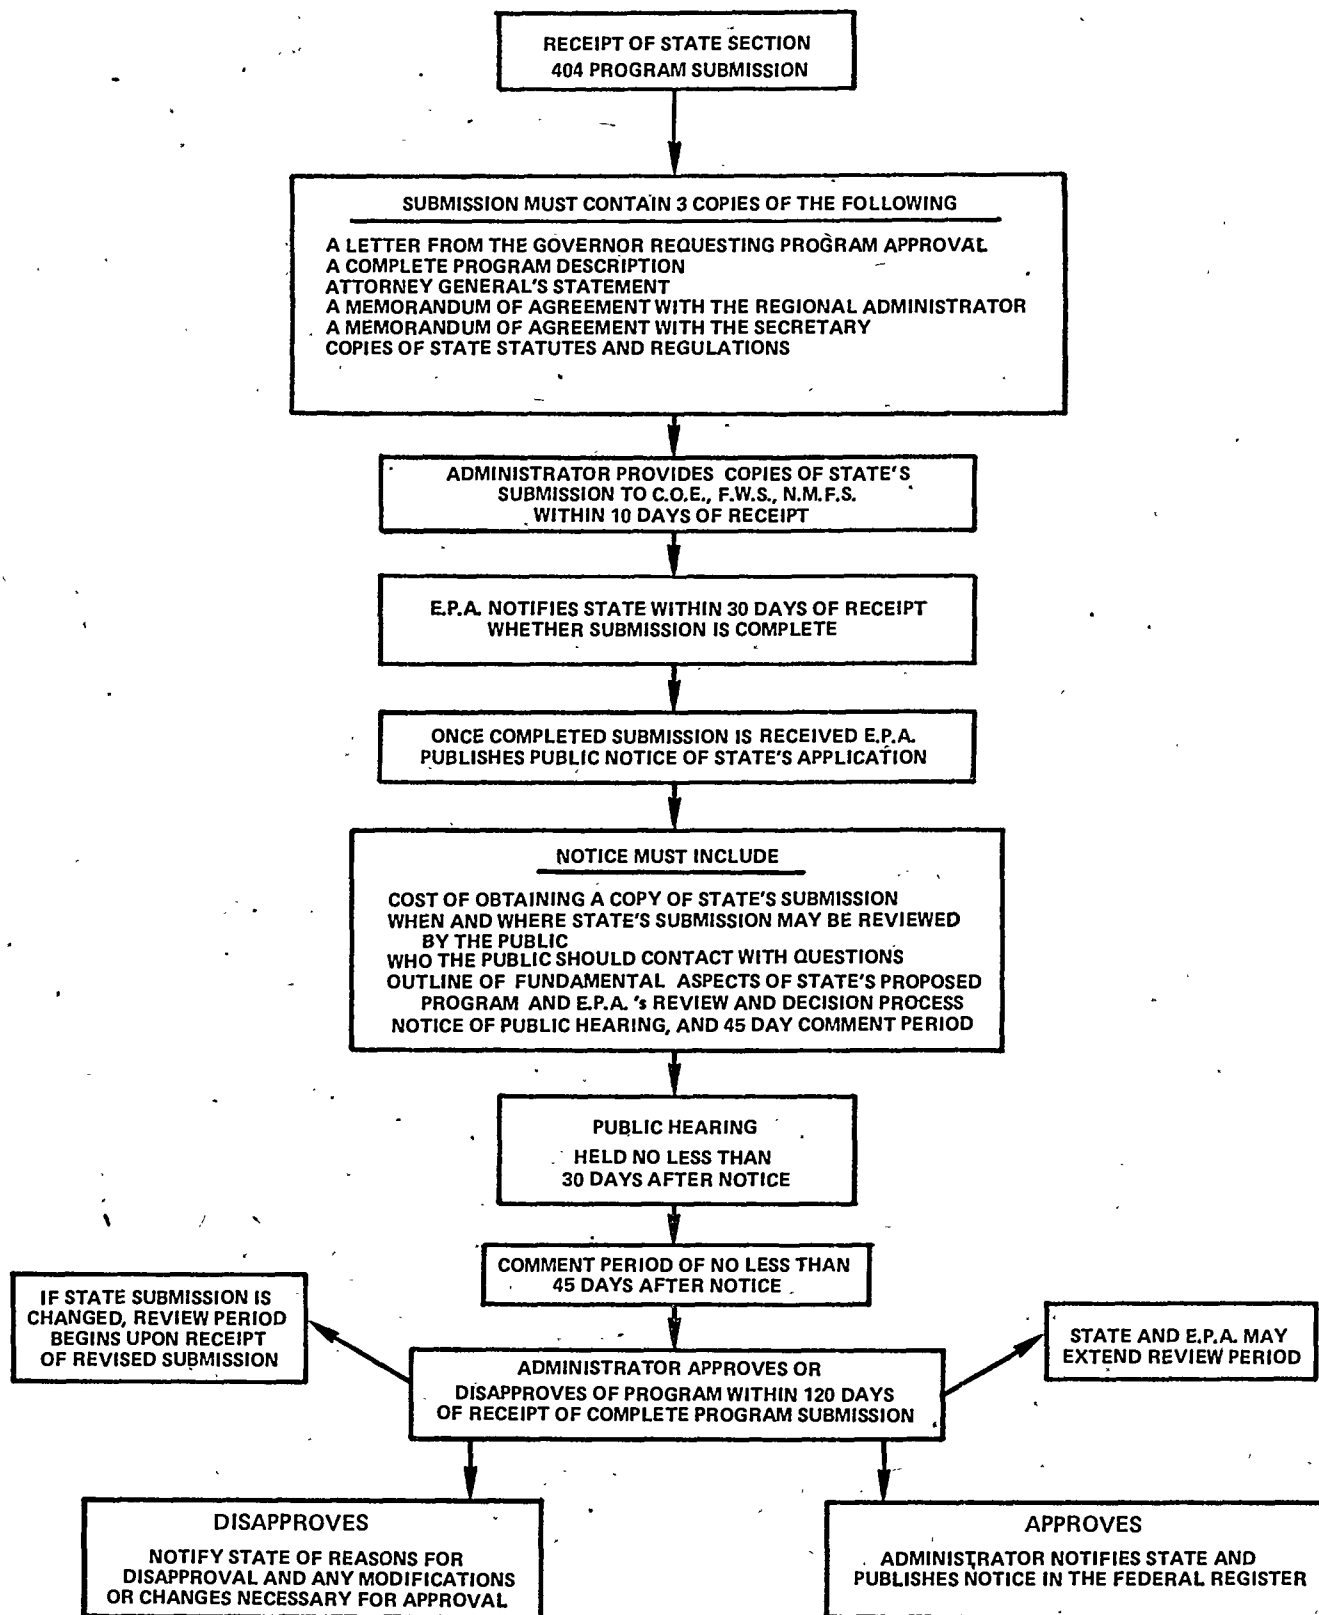 RECEIPT OF STATE SECTION
404 PROGRAM SUBMISSION
SUBMISSION MUST CONTAIN 3 COPIES OF THE FOLLOWING
A LETTER FROM THE GOVERNOR REQUESTING PROGRAM APPROVAL
A COMPLETE PROGRAM DESCRIPTION
ATTORNEY GENERAL'S STATEMENT
A MEMORANDUM OF AGREEMENT WITH THE REGIONAL ADMINISTRATOR
A MEMORANDUM OF AGREEMENT WITH THE SECRETARY
COPIES OF STATE STATUTES AND REGULATIONS
ADMINISTRATOR PROVIDES COPIES OF STATE'S
SUBMISSION TO C.O.E., F.W.S., N.M.F.S.
WITHIN 10 DAYS OF RECEIPT
E.P.A. NOTIFIES STATE WITHIN 30 DAYS OF RECEIPT
WHETHER SUBMISSION IS COMPLETE
ONCE COMPLETED SUBMISSION IS RECEIVED E.P.A.
PUBLISHES PUBLIC NOTICE OF STATE'S APPLICATION
NOTICE MUST INCLUDE
COST OF OBTAINING A COPY OF STATE'S SUBMISSION
WHEN AND WHERE STATE'S SUBMISSION MAY BE REVIEWED
BY THE PUBLIC
WHO THE PUBLIC SHOULD CONTACT WITH QUESTIONS
OUTLINE OF FUNDAMENTAL ASPECTS OF STATE'S PROPOSED
PROGRAM AND E.P.A. 's REVIEW AND DECISION PROCESS
NOTICE OF PUBLIC HEARING, AND 45 DAY COMMENT PERIOD
PUBLIC HEARING
HELD NO LESS THAN
30 DAYS AFTER NOTICE
COMMENT PERIOD OF NO LESS THAN
45 DAYS AFTER NOTICE
IF STATE SUBMISSION IS
CHANGED, REVIEW PERIOD
BEGINS UPON RECEIPT
OF REVISED SUBMISSION
STATE AND E.P.A. MAY
EXTEND REVIEW PERIOD
ADMINISTRATOR APPROVES OR
DISAPPROVES OF PROGRAM WITHIN 120 DAYS
OF RECEIPT OF COMPLETE PROGRAM SUBMISSION
DISAPPROVES
NOTIFY STATE OF REASONS FOR
DISAPPROVAL AND ANY MODIFICATIONS
OR CHANGES NECESSARY FOR APPROVAL
APPROVES
ADMINISTRATOR NOTIFIES STATE AND
PUBLISHES NOTICE IN THE FEDERAL REGISTER